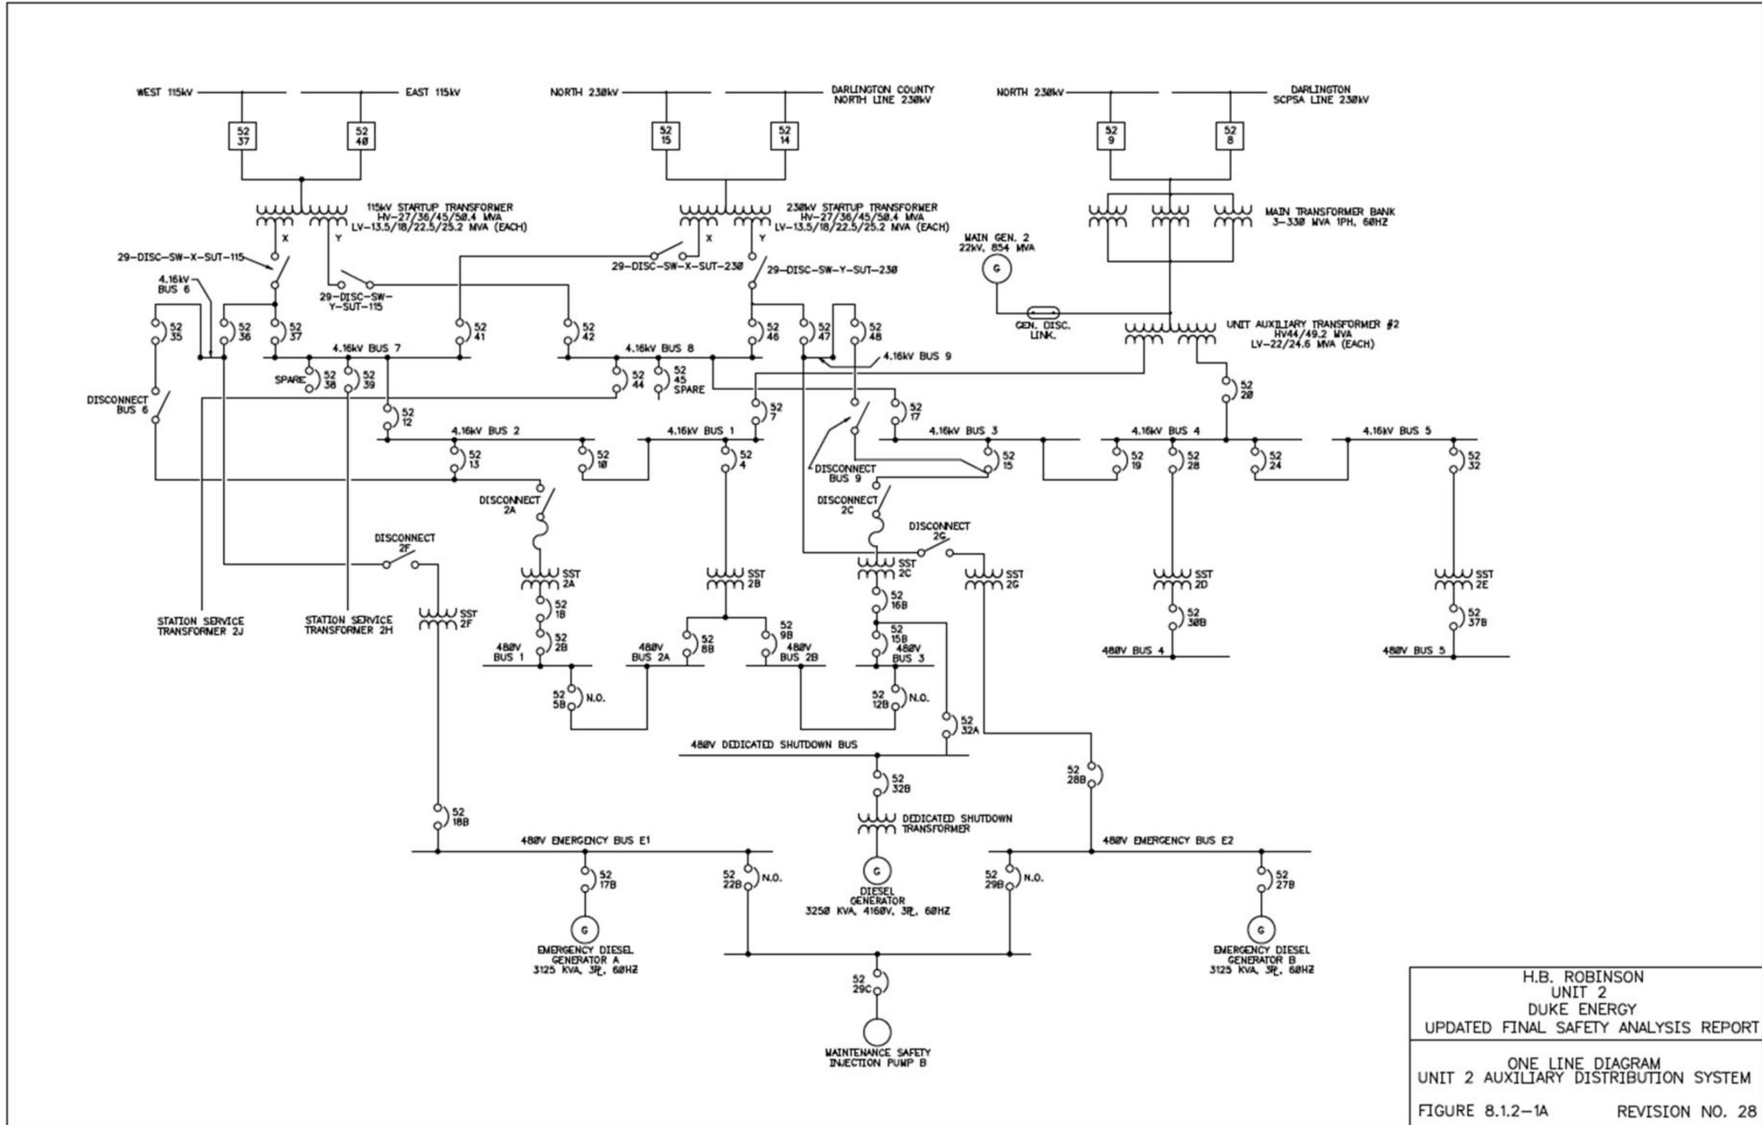 WEST 115kV
EAST 115kV
NORTH 230kV
DARLINGTON COUNTY
NORTH LINE 230kV
NORTH 230kV
DARLINGTON
SCPSA LINE 230kV
52
37
52
40
52
15
52
14
52
9
52
8
115kV STARTUP TRANSFORMER
HV-27/36/45/50.4 MVA
LV-13.5/18/22.5/25.2 MVA (EACH)
X
Y
230kV STARTUP TRANSFORMER
HV-27/36/45/50.4 MVA
LV-13.5/18/22.5/25.2 MVA (EACH)
X
Y
MAIN TRANSFORMER BANK
3-330 MVA 1PH, 60HZ
MAIN GEN. 2
22kV, 854 MVA
G
29-DISC-SW-X-SUT-115
29-DISC-SW-
Y-SUT-115
29-DISC-SW-X-SUT-230
29-DISC-SW-Y-SUT-230
4.16kV
BUS 6
GEN. DISC.
LINK.
UNIT AUXILIARY TRANSFORMER #2
HV44/49.2 MVA
LV-22/24.6 MVA (EACH)
52
35
52
36
52
37
52
41
52
42
52
46
52
47
52
48
4.16kV BUS 7
4.16kV BUS 8
4.16kV BUS 9
SPARE
52
38
52
39
52
44
52
45
SPARE
DISCONNECT
BUS 6
52
12
52
7
52
17
52
20
4.16kV BUS 2
4.16kV BUS 1
4.16kV BUS 3
4.16kV BUS 4
4.16kV BUS 5
52
13
52
10
52
4
DISCONNECT
BUS 9
52
15
52
19
52
28
52
24
52
32
DISCONNECT
2A
DISCONNECT
2C
DISCONNECT
2F
DISCONNECT
2G
SST
2A
SST
2B
SST
2C
SST
2G
SST
2D
SST
2E
STATION SERVICE
TRANSFORMER 2J
STATION SERVICE
TRANSFORMER 2H
SST
2F
52
1B
52
2B
52
8B
52
9B
52
16B
52
15B
52
30B
52
37B
480V
BUS 1
480V
BUS 2A
480V
BUS 2B
480V
BUS 3
480V BUS 4
480V BUS 5
52
5B
N.O.
52
12B
N.O.
52
32A
480V DEDICATED SHUTDOWN BUS
52
32B
52
28B
52
18B
DEDICATED SHUTDOWN
TRANSFORMER
480V EMERGENCY BUS E1
480V EMERGENCY BUS E2
52
17B
52
22B
N.O.
G
DIESEL
GENERATOR
3250 KVA, 4160V, 3℄, 60HZ
52
29B
N.O.
52
27B
G
EMERGENCY DIESEL
GENERATOR A
3125 KVA, 3℄, 60HZ
G
EMERGENCY DIESEL
GENERATOR B
3125 KVA, 3℄, 60HZ
52
29C
MAINTENANCE SAFETY
INJECTION PUMP B
H.B. ROBINSON
UNIT 2
DUKE ENERGY
UPDATED FINAL SAFETY ANALYSIS REPORT
ONE LINE DIAGRAM
UNIT 2 AUXILIARY DISTRIBUTION SYSTEM
FIGURE 8.1.2-1A REVISION NO. 28